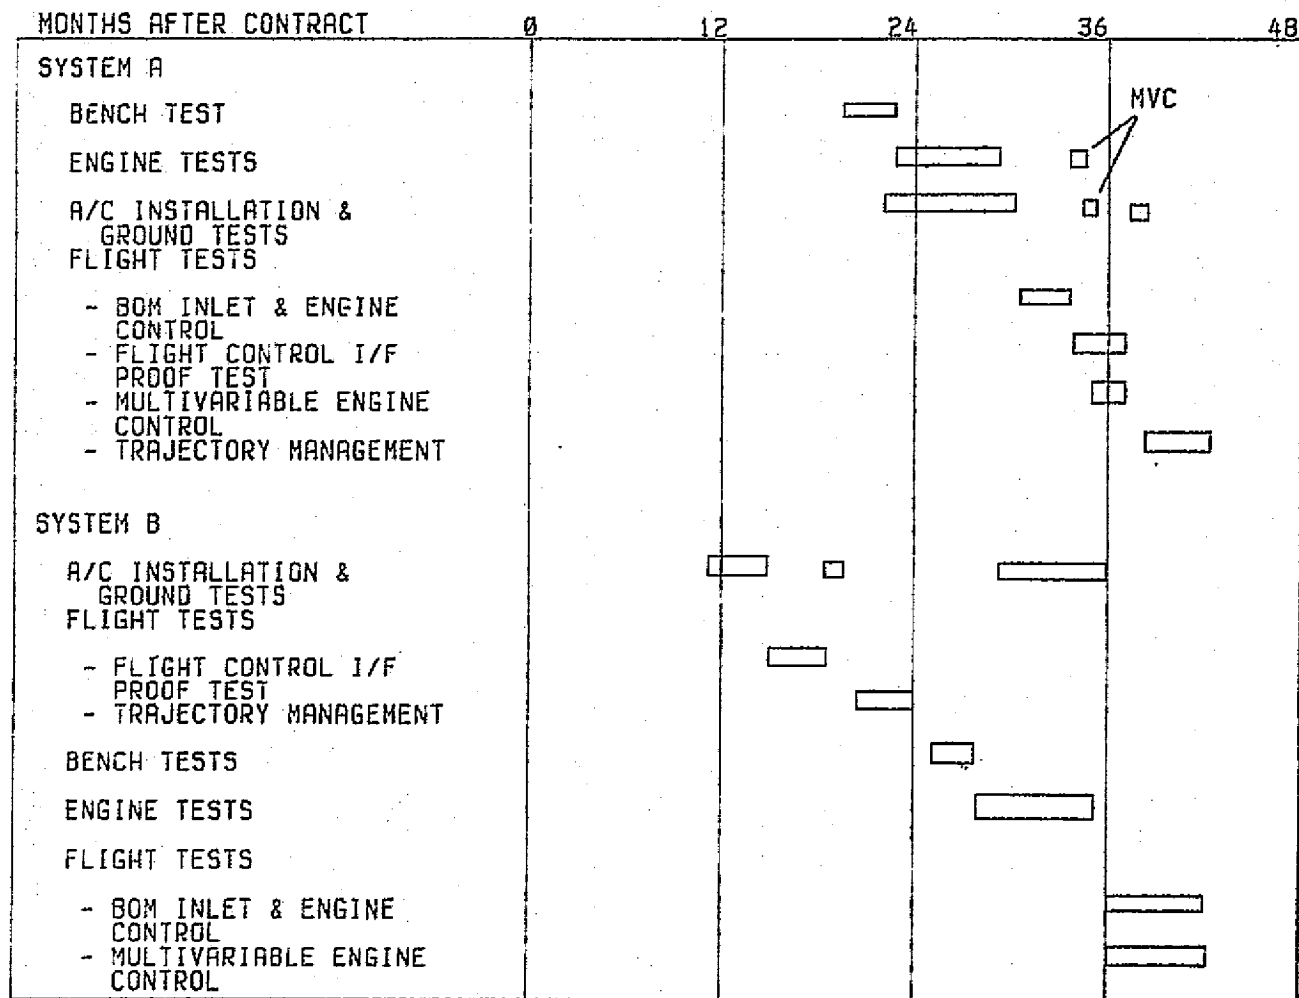 MONTHS AFTER CONTRACT 0 12 24 36 48
SYSTEM A
MVC
BENCH TEST
ENGINE TESTS
A/C INSTALLATION &
GROUND TESTS
FLIGHT TESTS
- BOM INLET & ENGINE
CONTROL
- FLIGHT CONTROL I/F
PROOF TEST
- MULTIVARIABLE ENGINE
CONTROL
- TRAJECTORY MANAGEMENT
SYSTEM B
A/C INSTALLATION &
GROUND TESTS
FLIGHT TESTS
- FLIGHT CONTROL I/F
PROOF TEST
- TRAJECTORY MANAGEMENT
BENCH TESTS
ENGINE TESTS
FLIGHT TESTS
- BOM INLET & ENGINE
CONTROL
- MULTIVARIABLE ENGINE
CONTROL